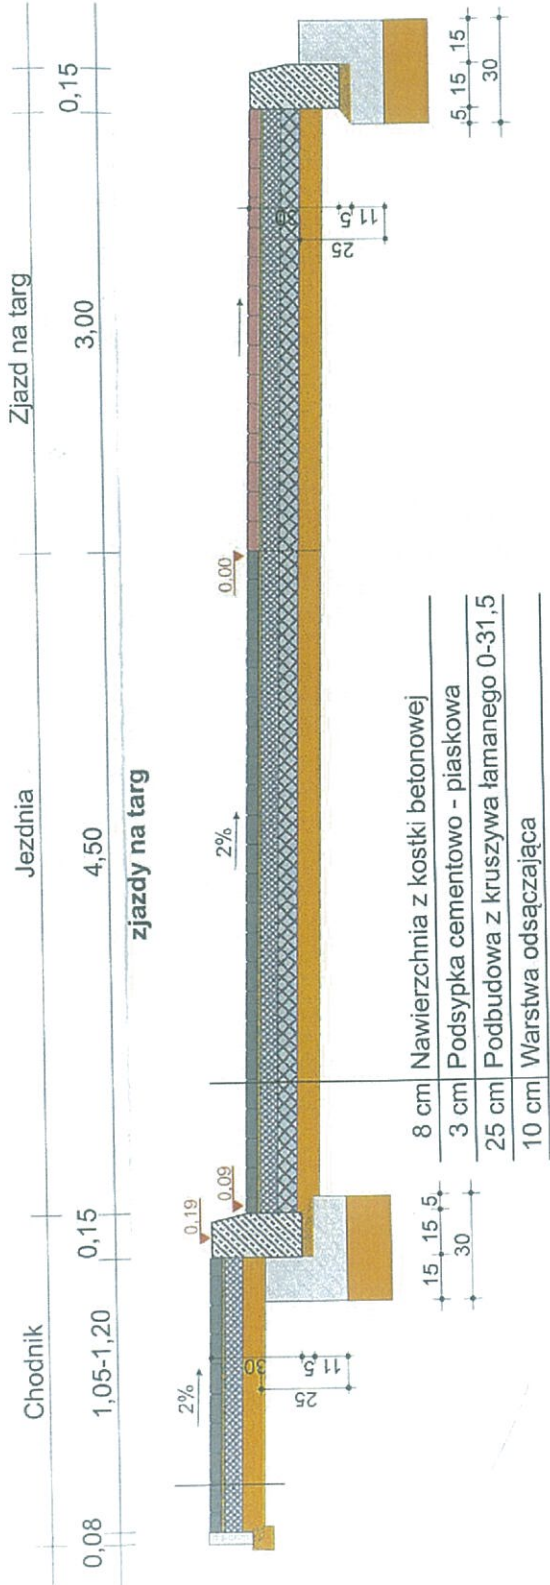 Chodnik Jezdnia Zjazd na targ
0,08 1,05-1,20 0,15 4,50 3,00 0,15
zjazdy na targ
2% 0,19 0,09 2% 0,00
30
11 5
25
30
11 5
25
15 15 5
30
5 15 15
30
8 cm Nawierzchnia z kostki betonowej
3 cm Podsypka cementowo - piaskowa
25 cm Podbudowa z kruszywa łamanego 0-31,5
10 cm Warstwa odsączająca